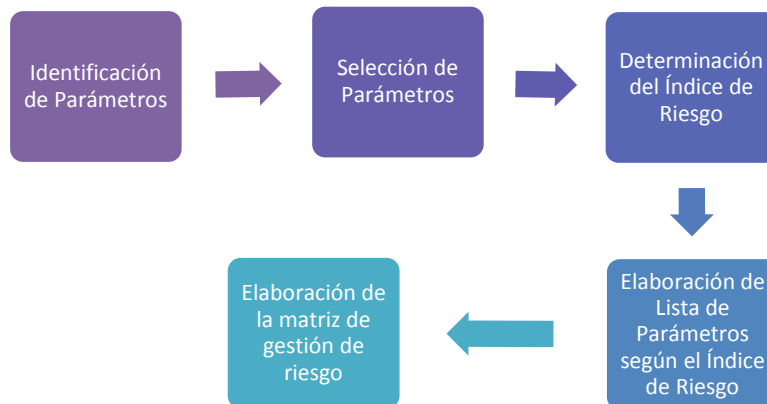 Identificación
de Parámetros
Selección de
Parámetros
Determinación
del Índice de
Riesgo
Elaboración de
Lista de
Parámetros
según el Índice
de Riesgo
Elaboración de
la matriz de
gestión de
riesgo